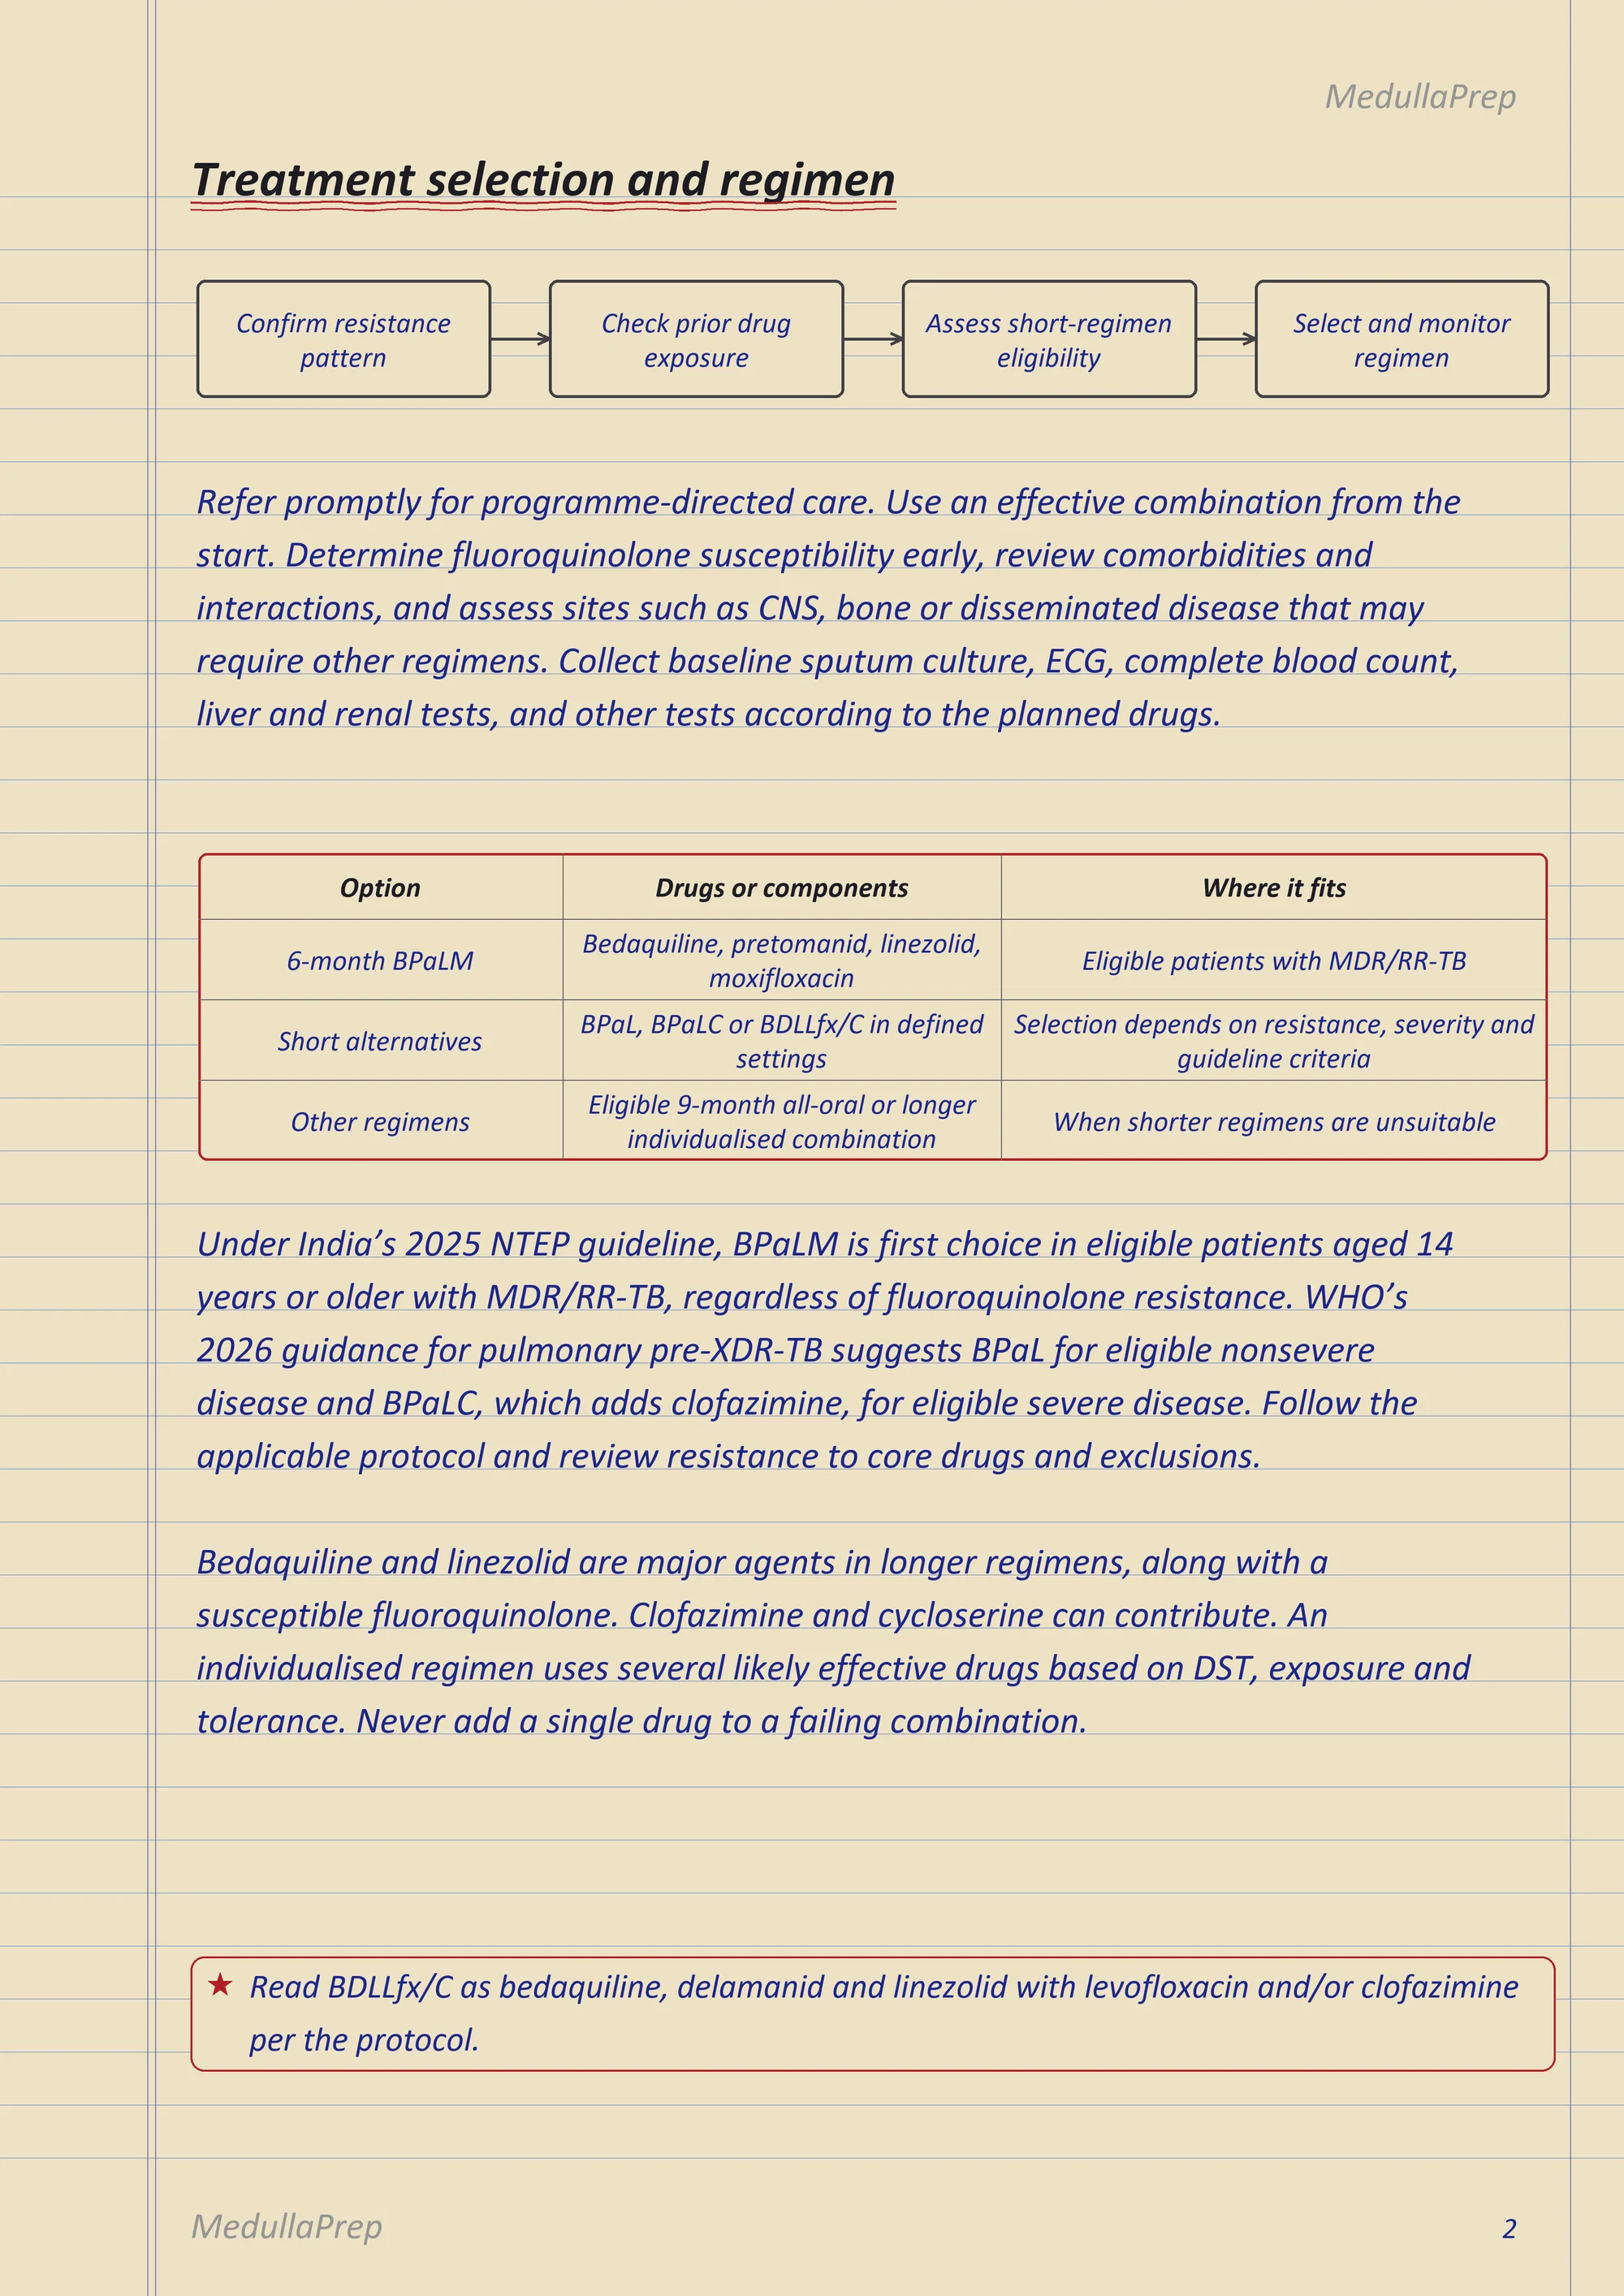 MedullaPrep
Treatment selection and regimen
Confirm resistance
pattern
Check prior drug
exposure
Assess short-regimen
eligibility
Select and monitor
regimen
Refer promptly for programme-directed care. Use an effective combination from the
start. Determine fluoroquinolone susceptibility early, review comorbidities and
interactions, and assess sites such as CNS, bone or disseminated disease that may
require other regimens. Collect baseline sputum culture, ECG, complete blood count,
liver and renal tests, and other tests according to the planned drugs.
Option
Drugs or components
Where it fits
6-month BPaLM
Bedaquiline, pretomanid, linezolid,
moxifloxacin
Eligible patients with MDR/RR-TB
Short alternatives
BPaL, BPaLC or BDLLfx/C in defined
settings
Selection depends on resistance, severity and
guideline criteria
Other regimens
Eligible 9-month all-oral or longer
individualised combination
When shorter regimens are unsuitable
Under India’s 2025 NTEP guideline, BPaLM is first choice in eligible patients aged 14
years or older with MDR/RR-TB, regardless of fluoroquinolone resistance. WHO’s
2026 guidance for pulmonary pre-XDR-TB suggests BPaL for eligible nonsevere
disease and BPaLC, which adds clofazimine, for eligible severe disease. Follow the
applicable protocol and review resistance to core drugs and exclusions.
Bedaquiline and linezolid are major agents in longer regimens, along with a
susceptible fluoroquinolone. Clofazimine and cycloserine can contribute. An
individualised regimen uses several likely effective drugs based on DST, exposure and
tolerance. Never add a single drug to a failing combination.
★ Read BDLLfx/C as bedaquiline, delamanid and linezolid with levofloxacin and/or clofazimine
per the protocol.
MedullaPrep
2